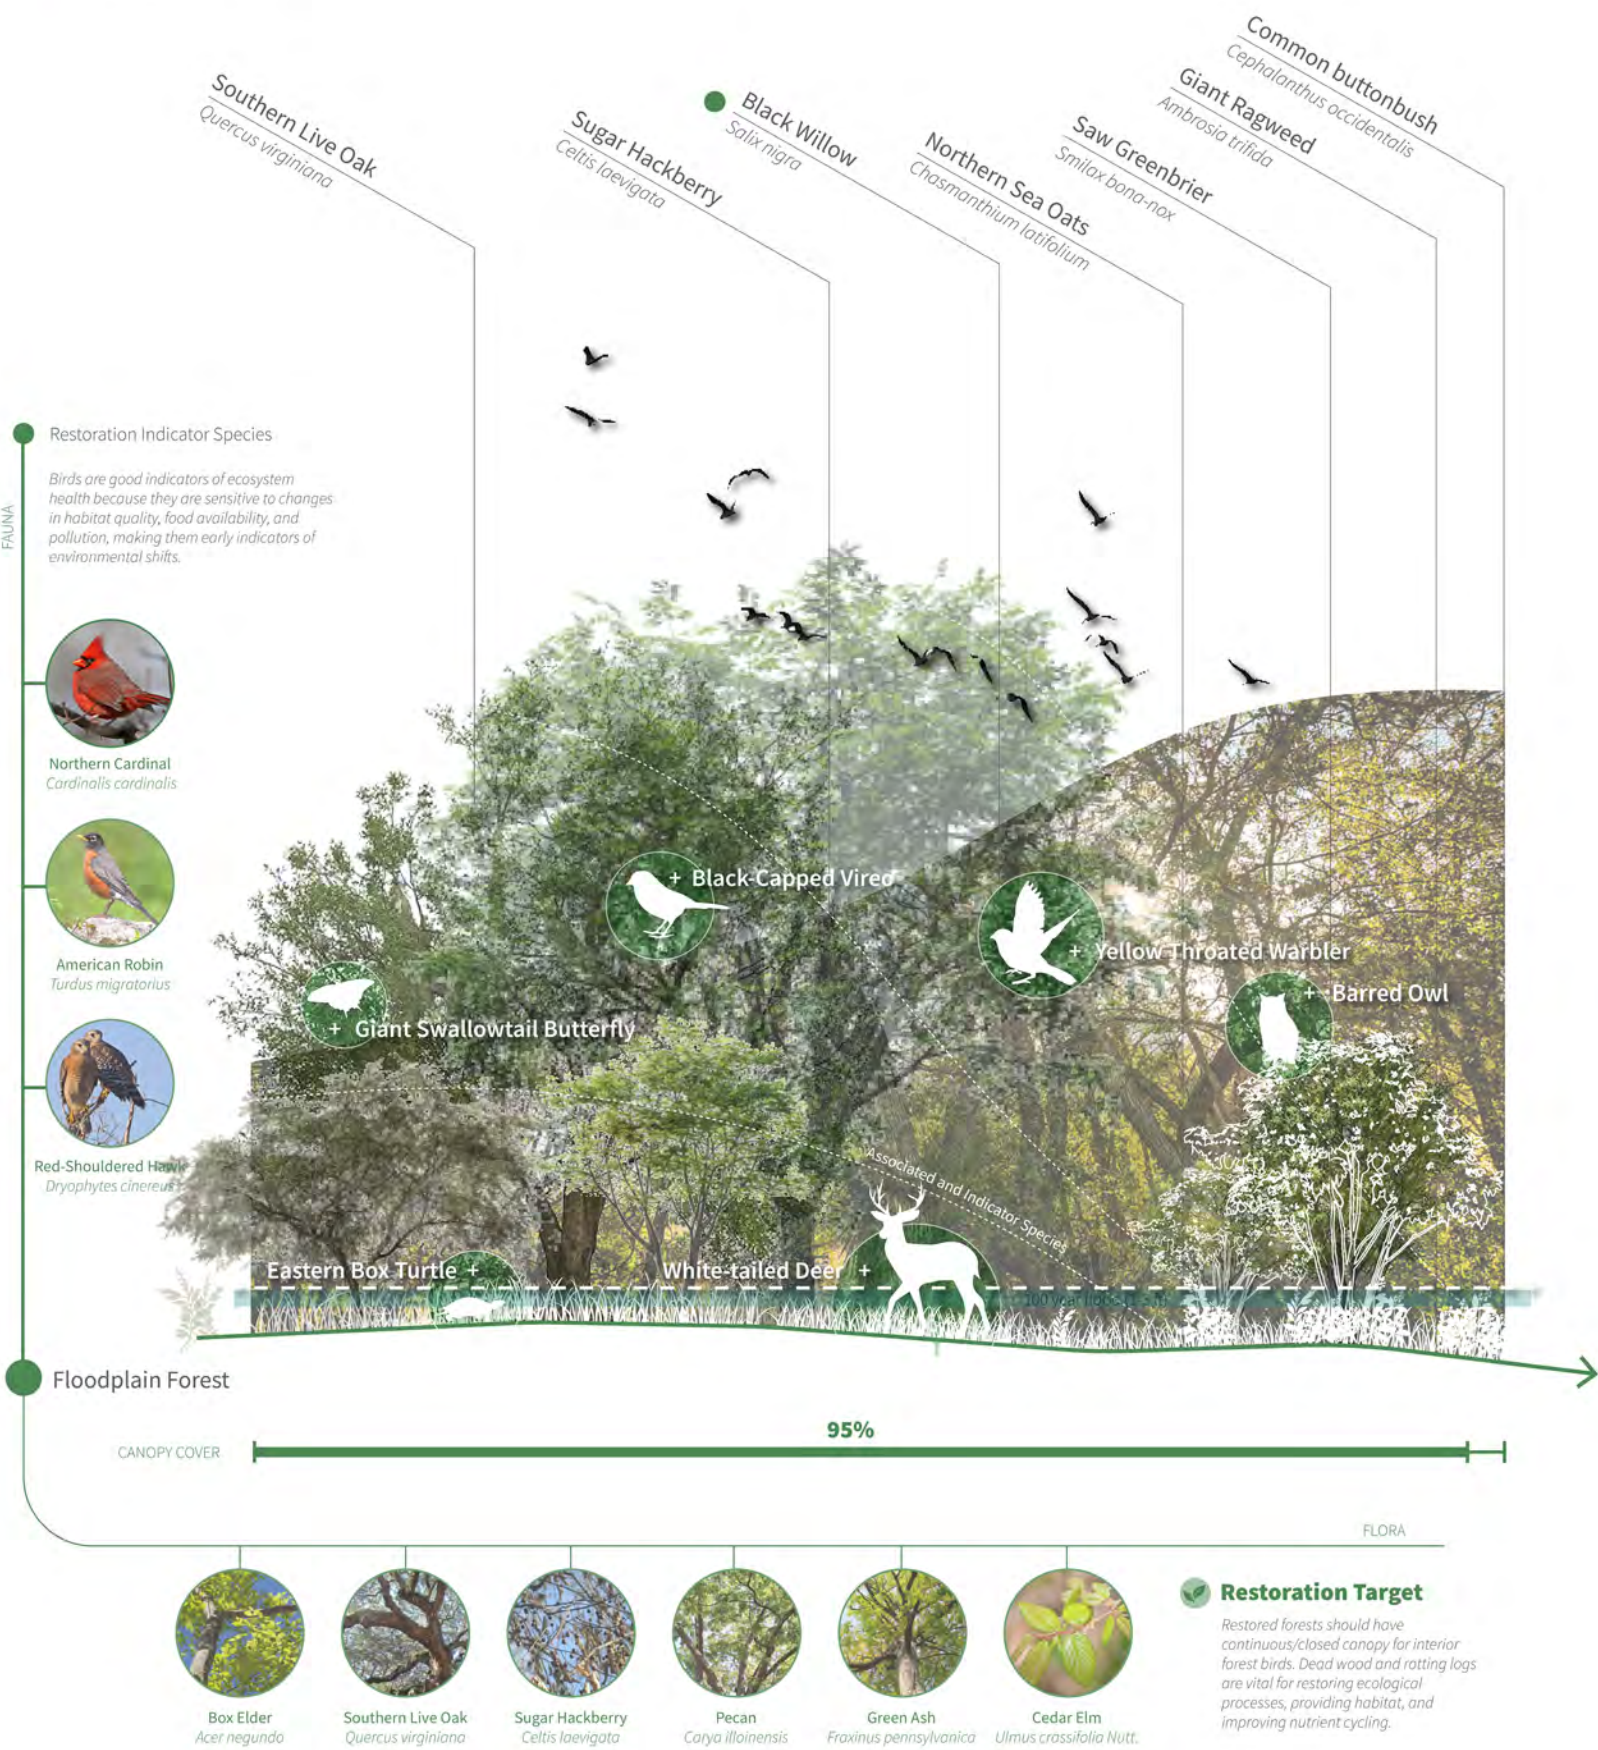 Southern Live Oak
Quercus virginiana
Sugar Hackberry
Celtis laevigata
Black Willow
Salix nigra
Northern Sea Oats
Chasmanthium latifolium
Saw Greenbrier
Smilax bona-nox
Giant Ragweed
Ambrosia trifida
Common buttonbush
Cephalanthus occidentalis
FAUNA
Restoration Indicator Species
Birds are good indicators of ecosystem
health because they are sensitive to changes
in habitat quality, food availability, and
pollution, making them early indicators of
environmental shifts.
Northern Cardinal
Cardinalis cardinalis
American Robin
Turdus migratorius
Red-Shouldered Hawk
Dryophytes cinereus
+ Black-Capped Vireo
+ Yellow Throated Warbler
+ Barred Owl
+ Giant Swallowtail Butterfly
Associated and Indicator Species
Eastern Box Turtle +
White-tailed Deer +
100 year
Floodplain Forest
95%
CANOPY COVER
FLORA
Box Elder
Acer negundo
Southern Live Oak
Quercus virginiana
Sugar Hackberry
Celtis laevigata
Pecan
Carya illoinensis
Green Ash
Fraxinus pennsylvanica
Cedar Elm
Ulmus crassifolia Nutt.
Restoration Target
Restored forests should have
continuous/closed canopy for interior
forest birds. Dead wood and rotting logs
are vital for restoring ecological
processes, providing habitat, and
improving nutrient cycling.